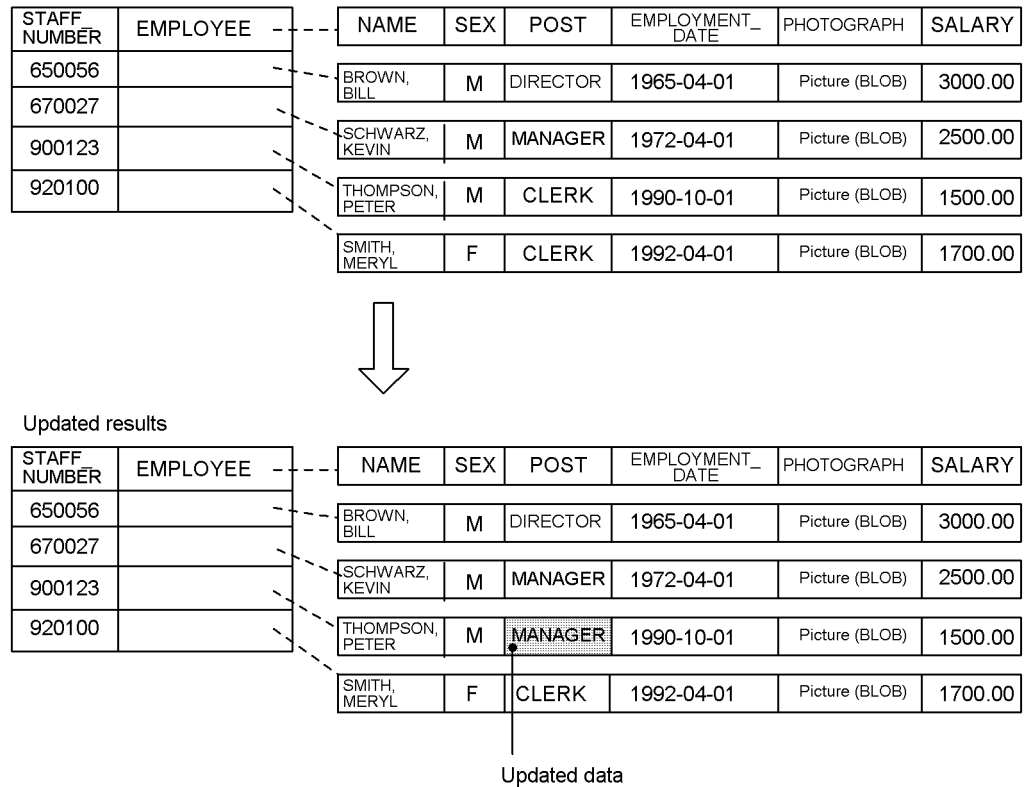 STAFF_
NUMBER
EMPLOYEE
NAME
SEX
POST
EMPLOYMENT_
DATE
PHOTOGRAPH
SALARY
650056
BROWN,
BILL
M
DIRECTOR
1965-04-01
Picture (BLOB)
3000.00
670027
SCHWARZ,
KEVIN
M
MANAGER
1972-04-01
Picture (BLOB)
2500.00
900123
THOMPSON,
PETER
M
CLERK
1990-10-01
Picture (BLOB)
1500.00
920100
SMITH,
MERYL
F
CLERK
1992-04-01
Picture (BLOB)
1700.00
Updated results
STAFF_
NUMBER
EMPLOYEE
NAME
SEX
POST
EMPLOYMENT_
DATE
PHOTOGRAPH
SALARY
650056
BROWN,
BILL
M
DIRECTOR
1965-04-01
Picture (BLOB)
3000.00
670027
SCHWARZ,
KEVIN
M
MANAGER
1972-04-01
Picture (BLOB)
2500.00
900123
THOMPSON,
PETER
M
MANAGER
1990-10-01
Picture (BLOB)
1500.00
920100
SMITH,
MERYL
F
CLERK
1992-04-01
Picture (BLOB)
1700.00
Updated data